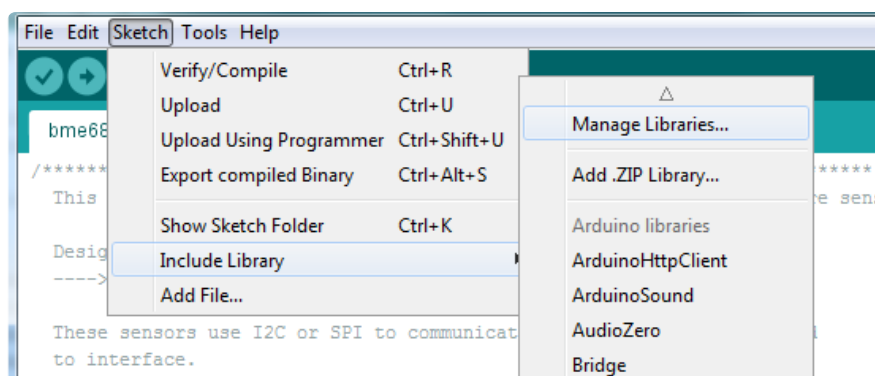 File Edit Sketch Tools Help
Verify/Compile Ctrl+R
Upload Ctrl+U
Upload Using Programmer Ctrl+Shift+U
Export compiled Binary Ctrl+Alt+S
Show Sketch Folder Ctrl+K
Include Library
Add File...
Manage Libraries...
Add .ZIP Library...
Arduino libraries
ArduinoHttpClient
ArduinoSound
AudioZero
Bridge
bme68
/****** *****
This
---->
These sensors use I2C or SPI to
to interface.